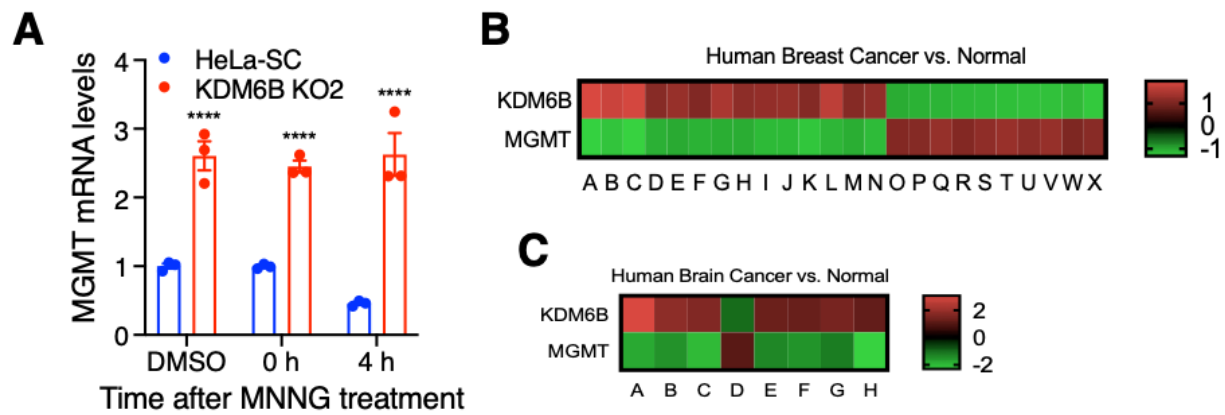 A
MGMT mRNA levels
4
3
2
1
0
HeLa-SC
KDM6B KO2
****
****
****
DMSO
0 h
4 h
Time after MNNG treatment
B
Human Breast Cancer vs. Normal
KDM6B
MGMT
A B C D E F G H I J K L M N O P Q R S T U V W X
1
0
-1
C
Human Brain Cancer vs. Normal
KDM6B
MGMT
A B C D E F G H
2
0
-2